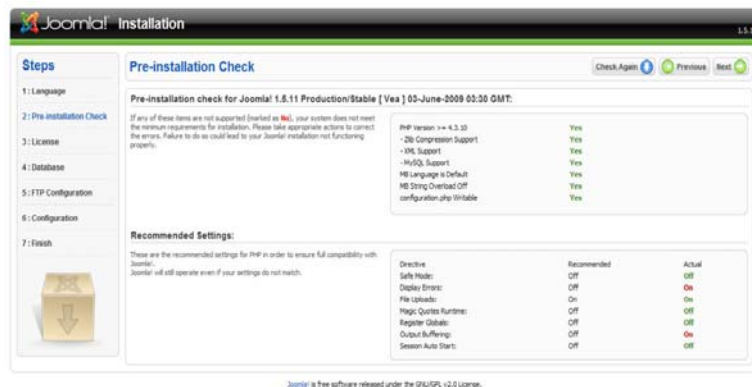 Joomla! Installation
1.5.1
Steps
1 : Language
2 : Pre-installation Check
3 : License
4 : Database
5 : FTP Configuration
6 : Configuration
7 : Finish
Pre-installation Check
Check Again
Previous
Next
Pre-installation check for Joomla! 1.5.11 Production/Stable [ Vea ] 03-June-2009 03:30 GMT:
If any of these items are not supported (marked as No), your system does not meet
the minimum requirements for installation. Please take appropriate actions to correct
the errors. Failure to do so could lead to your Joomla! installation not functioning
properly.
PHP Version >= 4.3.10 Yes
- Zlib Compression Support Yes
- XML Support Yes
- MySQL Support Yes
MB Language is Default Yes
MB String Overload Off Yes
configuration.php Writable Yes
Recommended Settings:
These are the recommended settings for PHP in order to ensure full compatibility with
Joomla!.
Joomla! will still operate even if your settings do not match.
Directive Recommended Actual
Safe Mode: Off Off
Display Errors: Off On
File Uploads: On On
Magic Quotes Runtime: Off Off
Register Globals: Off Off
Output Buffering: Off On
Session Auto Start: Off Off
Joomla! is free software released under the GNU/GPL v2.0 License.